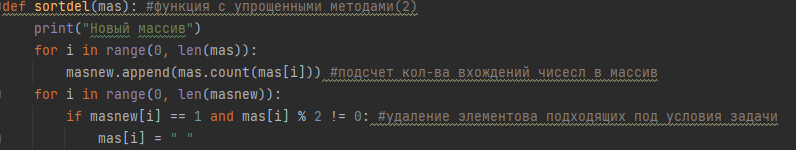 def sortdel(mas): #функция с упрощенными методами(2)
    print("Новый массив")
    for i in range(0, len(mas)):
        masnew.append(mas.count(mas[i])) #подсчет кол-ва вхождений чисесл в массив
    for i in range(0, len(masnew)):
        if masnew[i] == 1 and mas[i] % 2 != 0: #удаление элементова подходящих под условия задачи
            mas[i] = " "